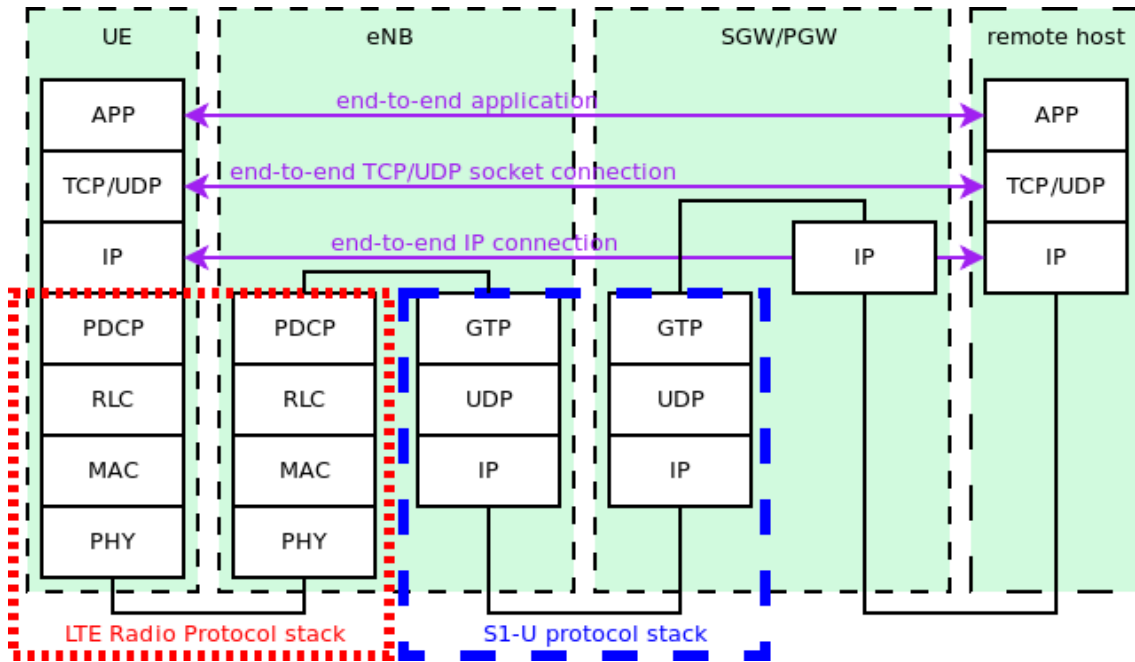 UE
eNB
SGW/PGW
remote host
end-to-end application
APP
APP
end-to-end TCP/UDP socket connection
TCP/UDP
TCP/UDP
end-to-end IP connection
IP
IP
IP
PDCP
PDCP
GTP
GTP
RLC
RLC
UDP
UDP
MAC
MAC
IP
IP
PHY
PHY
LTE Radio Protocol stack
S1-U protocol stack